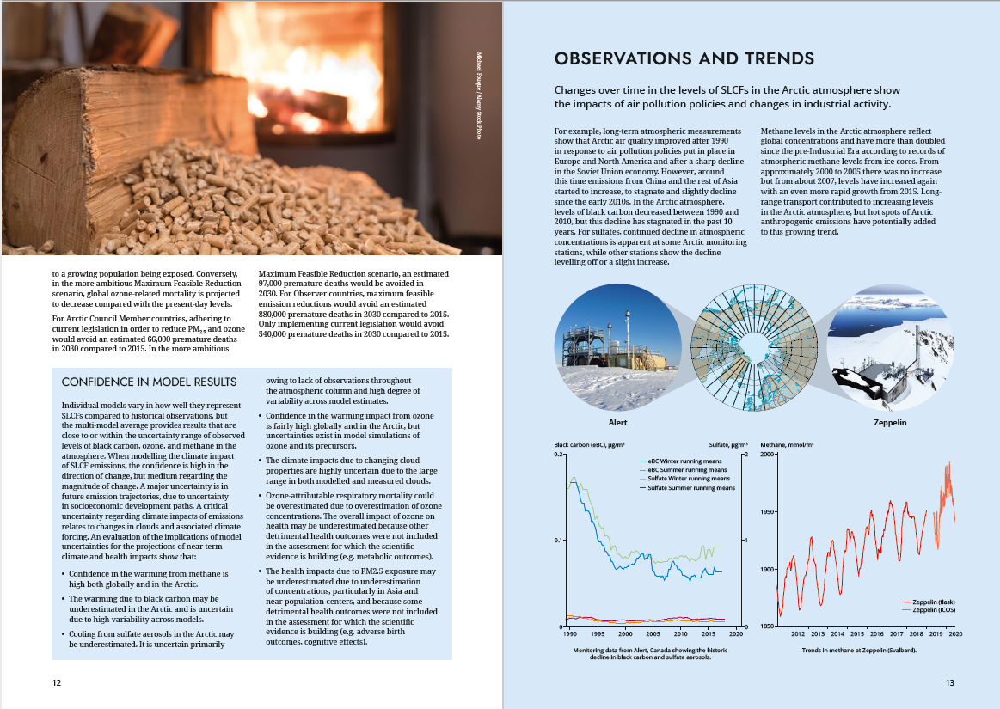 Michael Fousque / Alamy Stock Photo
to a growing population being exposed. Conversely,
in the more ambitious Maximum Feasible Reduction
scenario, global ozone-related mortality is projected
to decrease compared with the present-day levels.
For Arctic Council Member countries, adhering to
current legislation in order to reduce PM2.5 and ozone
would avoid an estimated 66,000 premature deaths
in 2030 compared to 2015. In the more ambitious
Maximum Feasible Reduction scenario, an estimated
97,000 premature deaths would be avoided in
2030. For Observer countries, maximum feasible
emission reductions would avoid an estimated
880,000 premature deaths in 2030 compared to 2015.
Only implementing current legislation would avoid
540,000 premature deaths in 2030 compared to 2015.
CONFIDENCE IN MODEL RESULTS
Individual models vary in how well they represent
SLCFs compared to historical observations, but
the multi-model average provides results that are
close to or within the uncertainty range of observed
levels of black carbon, ozone, and methane in the
atmosphere. When modelling the climate impact
of SLCF emissions, the confidence is high in the
direction of change, but medium regarding the
magnitude of change. A major uncertainty is in
future emission trajectories, due to uncertainty
in socioeconomic development paths. A critical
uncertainty regarding climate impacts of emissions
relates to changes in clouds and associated climate
forcing. An evaluation of the implications of model
uncertainties for the projections of near-term
climate and health impacts show that:
• Confidence in the warming from methane is
high both globally and in the Arctic.
• The warming due to black carbon may be
underestimated in the Arctic and is uncertain
due to high variability across models.
• Cooling from sulfate aerosols in the Arctic may
be underestimated. It is uncertain primarily
owing to lack of observations throughout
the atmospheric column and high degree of
variability across model estimates.
• Confidence in the warming impact from ozone
is fairly high globally and in the Arctic, but
uncertainties exist in model simulations of
ozone and its precursors.
• The climate impacts due to changing cloud
properties are highly uncertain due to the large
range in both modelled and measured clouds.
• Ozone-attributable respiratory mortality could
be overestimated due to overestimation of ozone
concentrations. The overall impact of ozone on
health may be underestimated because other
detrimental health outcomes were not included
in the assessment for which the scientific
evidence is building (e.g. metabolic outcomes).
• The health impacts due to PM2.5 exposure may
be underestimated due to underestimation
of concentrations, particularly in Asia and
near population-centers, and because some
detrimental health outcomes were not included
in the assessment for which the scientific
evidence is building (e.g. adverse birth
outcomes, cognitive effects).
12
OBSERVATIONS AND TRENDS
Changes over time in the levels of SLCFs in the Arctic atmosphere show
the impacts of air pollution policies and changes in industrial activity.
For example, long-term atmospheric measurements
show that Arctic air quality improved after 1990
in response to air pollution policies put in place in
Europe and North America and after a sharp decline
in the Soviet Union economy. However, around
this time emissions from China and the rest of Asia
started to increase, to stagnate and slightly decline
since the early 2010s. In the Arctic atmosphere,
levels of black carbon decreased between 1990 and
2010, but this decline has stagnated in the past 10
years. For sulfates, continued decline in atmospheric
concentrations is apparent at some Arctic monitoring
stations, while other stations show the decline
levelling off or a slight increase.
Methane levels in the Arctic atmosphere reflect
global concentrations and have more than doubled
since the pre-Industrial Era according to records of
atmospheric methane levels from ice cores. From
approximately 2000 to 2005 there was no increase
but from about 2007, levels have increased again
with an even more rapid growth from 2015. Long-
range transport contributed to increasing levels
in the Arctic atmosphere, but hot spots of Arctic
anthropogenic emissions have potentially added
to this growing trend.
Alert
Zeppelin
Black carbon (eBC), µg/m³
Sulfate, µg/m³
0.2
0.1
0
2
1
0
eBC Winter running means
eBC Summer running means
Sulfate Winter running means
Sulfate Summer running means
1990 1995 2000 2005 2010 2015 2020
Monitoring data from Alert, Canada showing the historic
decline in black carbon and sulfate aerosols.
Methane, mmol/m³
2000
1950
1900
1850
Zeppelin (flask)
Zeppelin (ICOS)
2012 2013 2014 2015 2016 2017 2018 2019 2020
Trends in methane at Zeppelin (Svalbard).
13